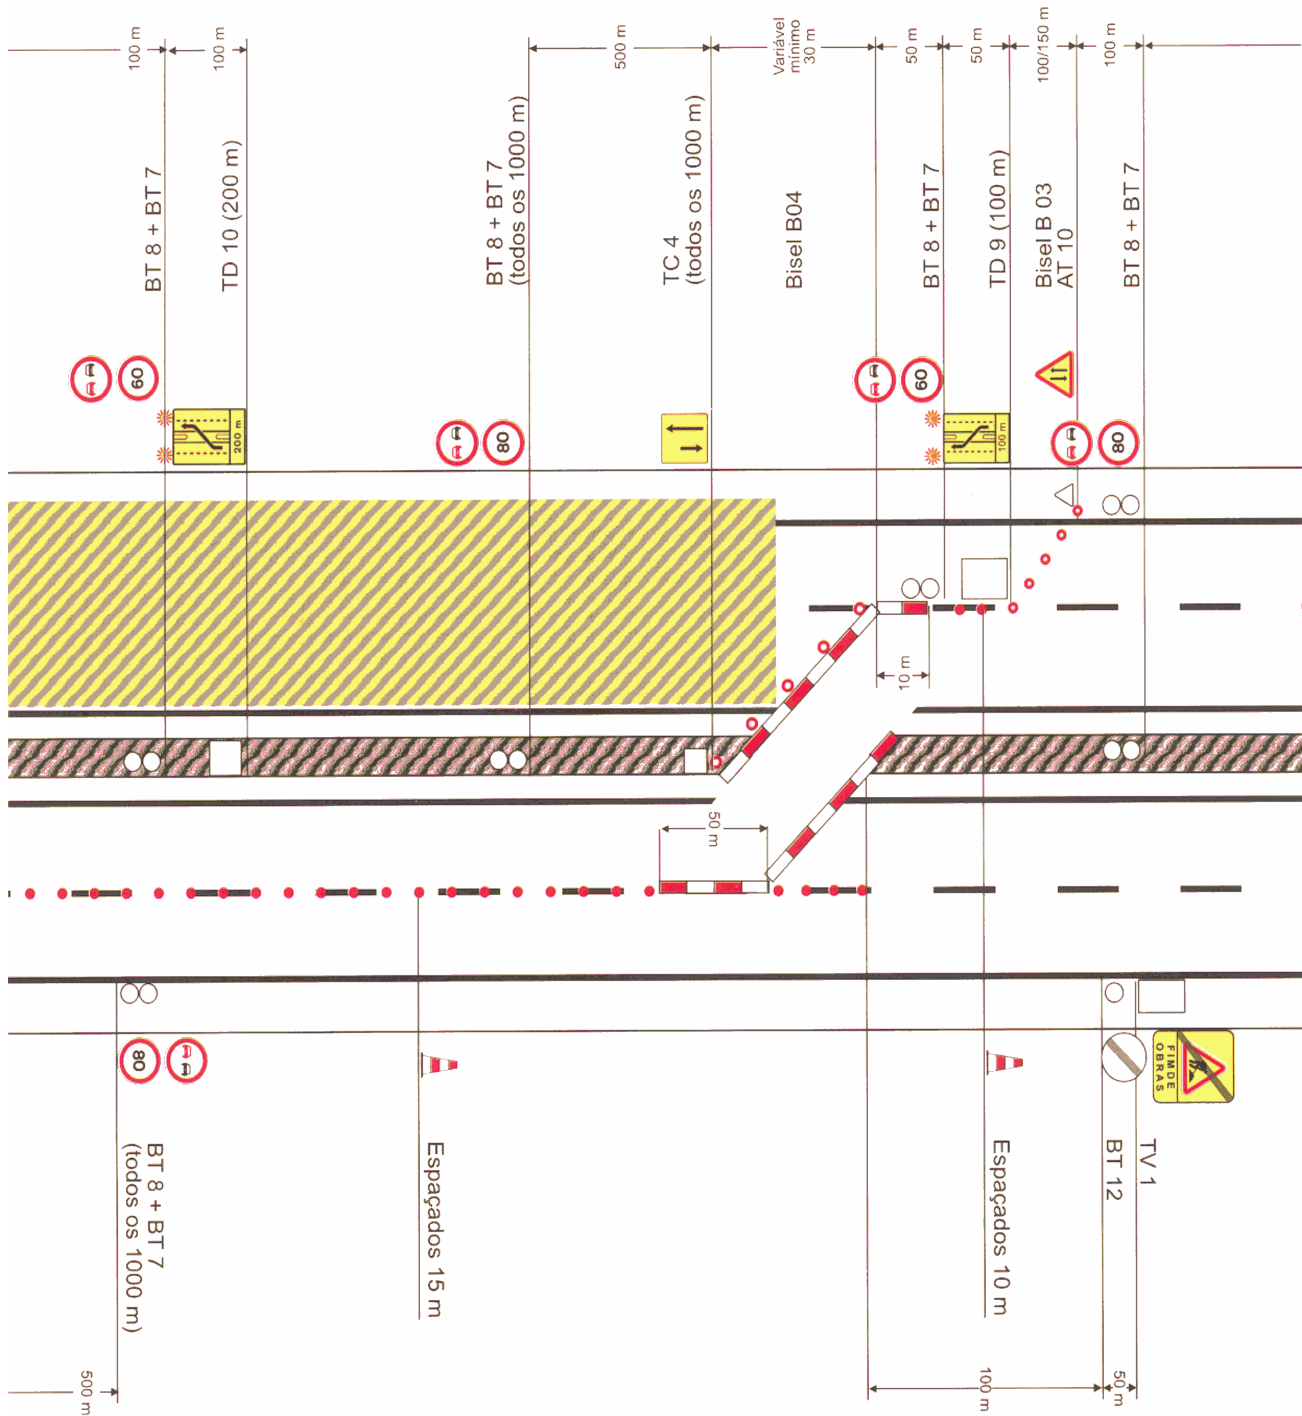 100 m
100 m
500 m
Variável
mínimo
30 m
50 m
50 m
100/150 m
100 m
BT 8 + BT 7
TD 10 (200 m)
BT 8 + BT 7
(todos os 1000 m)
TC 4
(todos os 1000 m)
Bisel B04
BT 8 + BT 7
TD 9 (100 m)
Bisel B 03
AT 10
BT 8 + BT 7
60
200 m
80
60
100 m
80
10 m
50 m
80
FIM DE
OBRAS
BT 8 + BT 7
(todos os 1000 m)
Espaçados 15 m
Espaçados 10 m
BT 12
TV 1
500 m
100 m
50 m